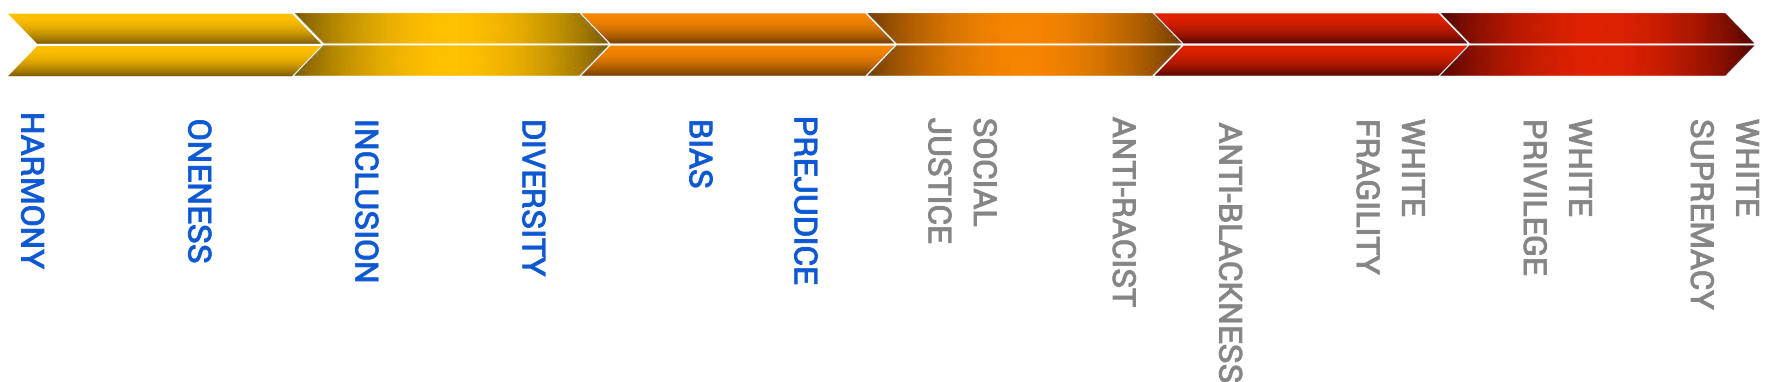 HARMONY
ONENESS
INCLUSION
DIVERSITY
BIAS
PREJUDICE
SOCIAL
JUSTICE
ANTI-RACIST
ANTI-BLACKNESS
WHITE
FRAGILITY
WHITE
PRIVILEGE
WHITE
SUPREMACY